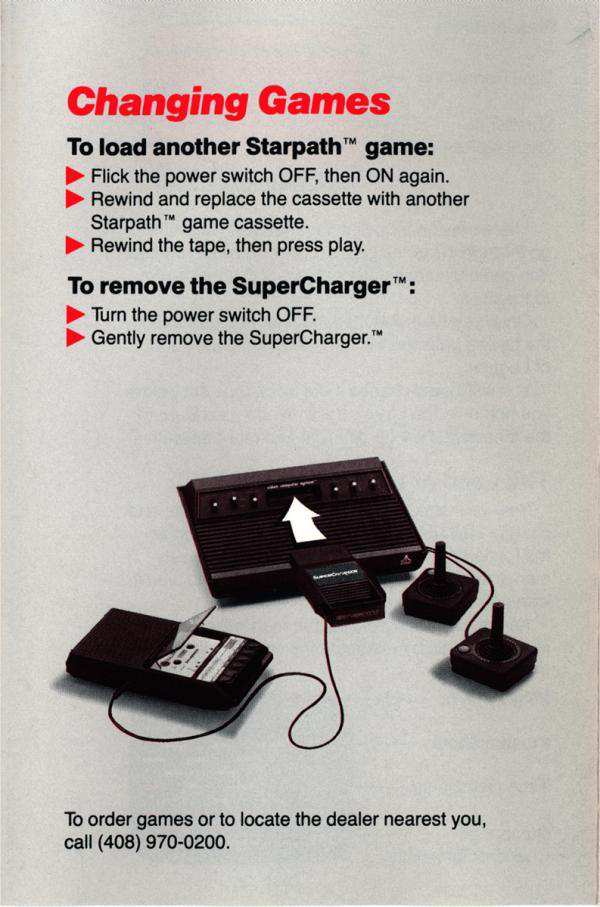 Changing Games
To load another Starpath™ game:
Flick the power switch OFF, then ON again.
Rewind and replace the cassette with another
Starpath™ game cassette.
Rewind the tape, then press play.
To remove the SuperCharger™:
Turn the power switch OFF.
Gently remove the SuperCharger.™
video computer system™
SUPERCHARGER
To order games or to locate the dealer nearest you,
call (408) 970-0200.